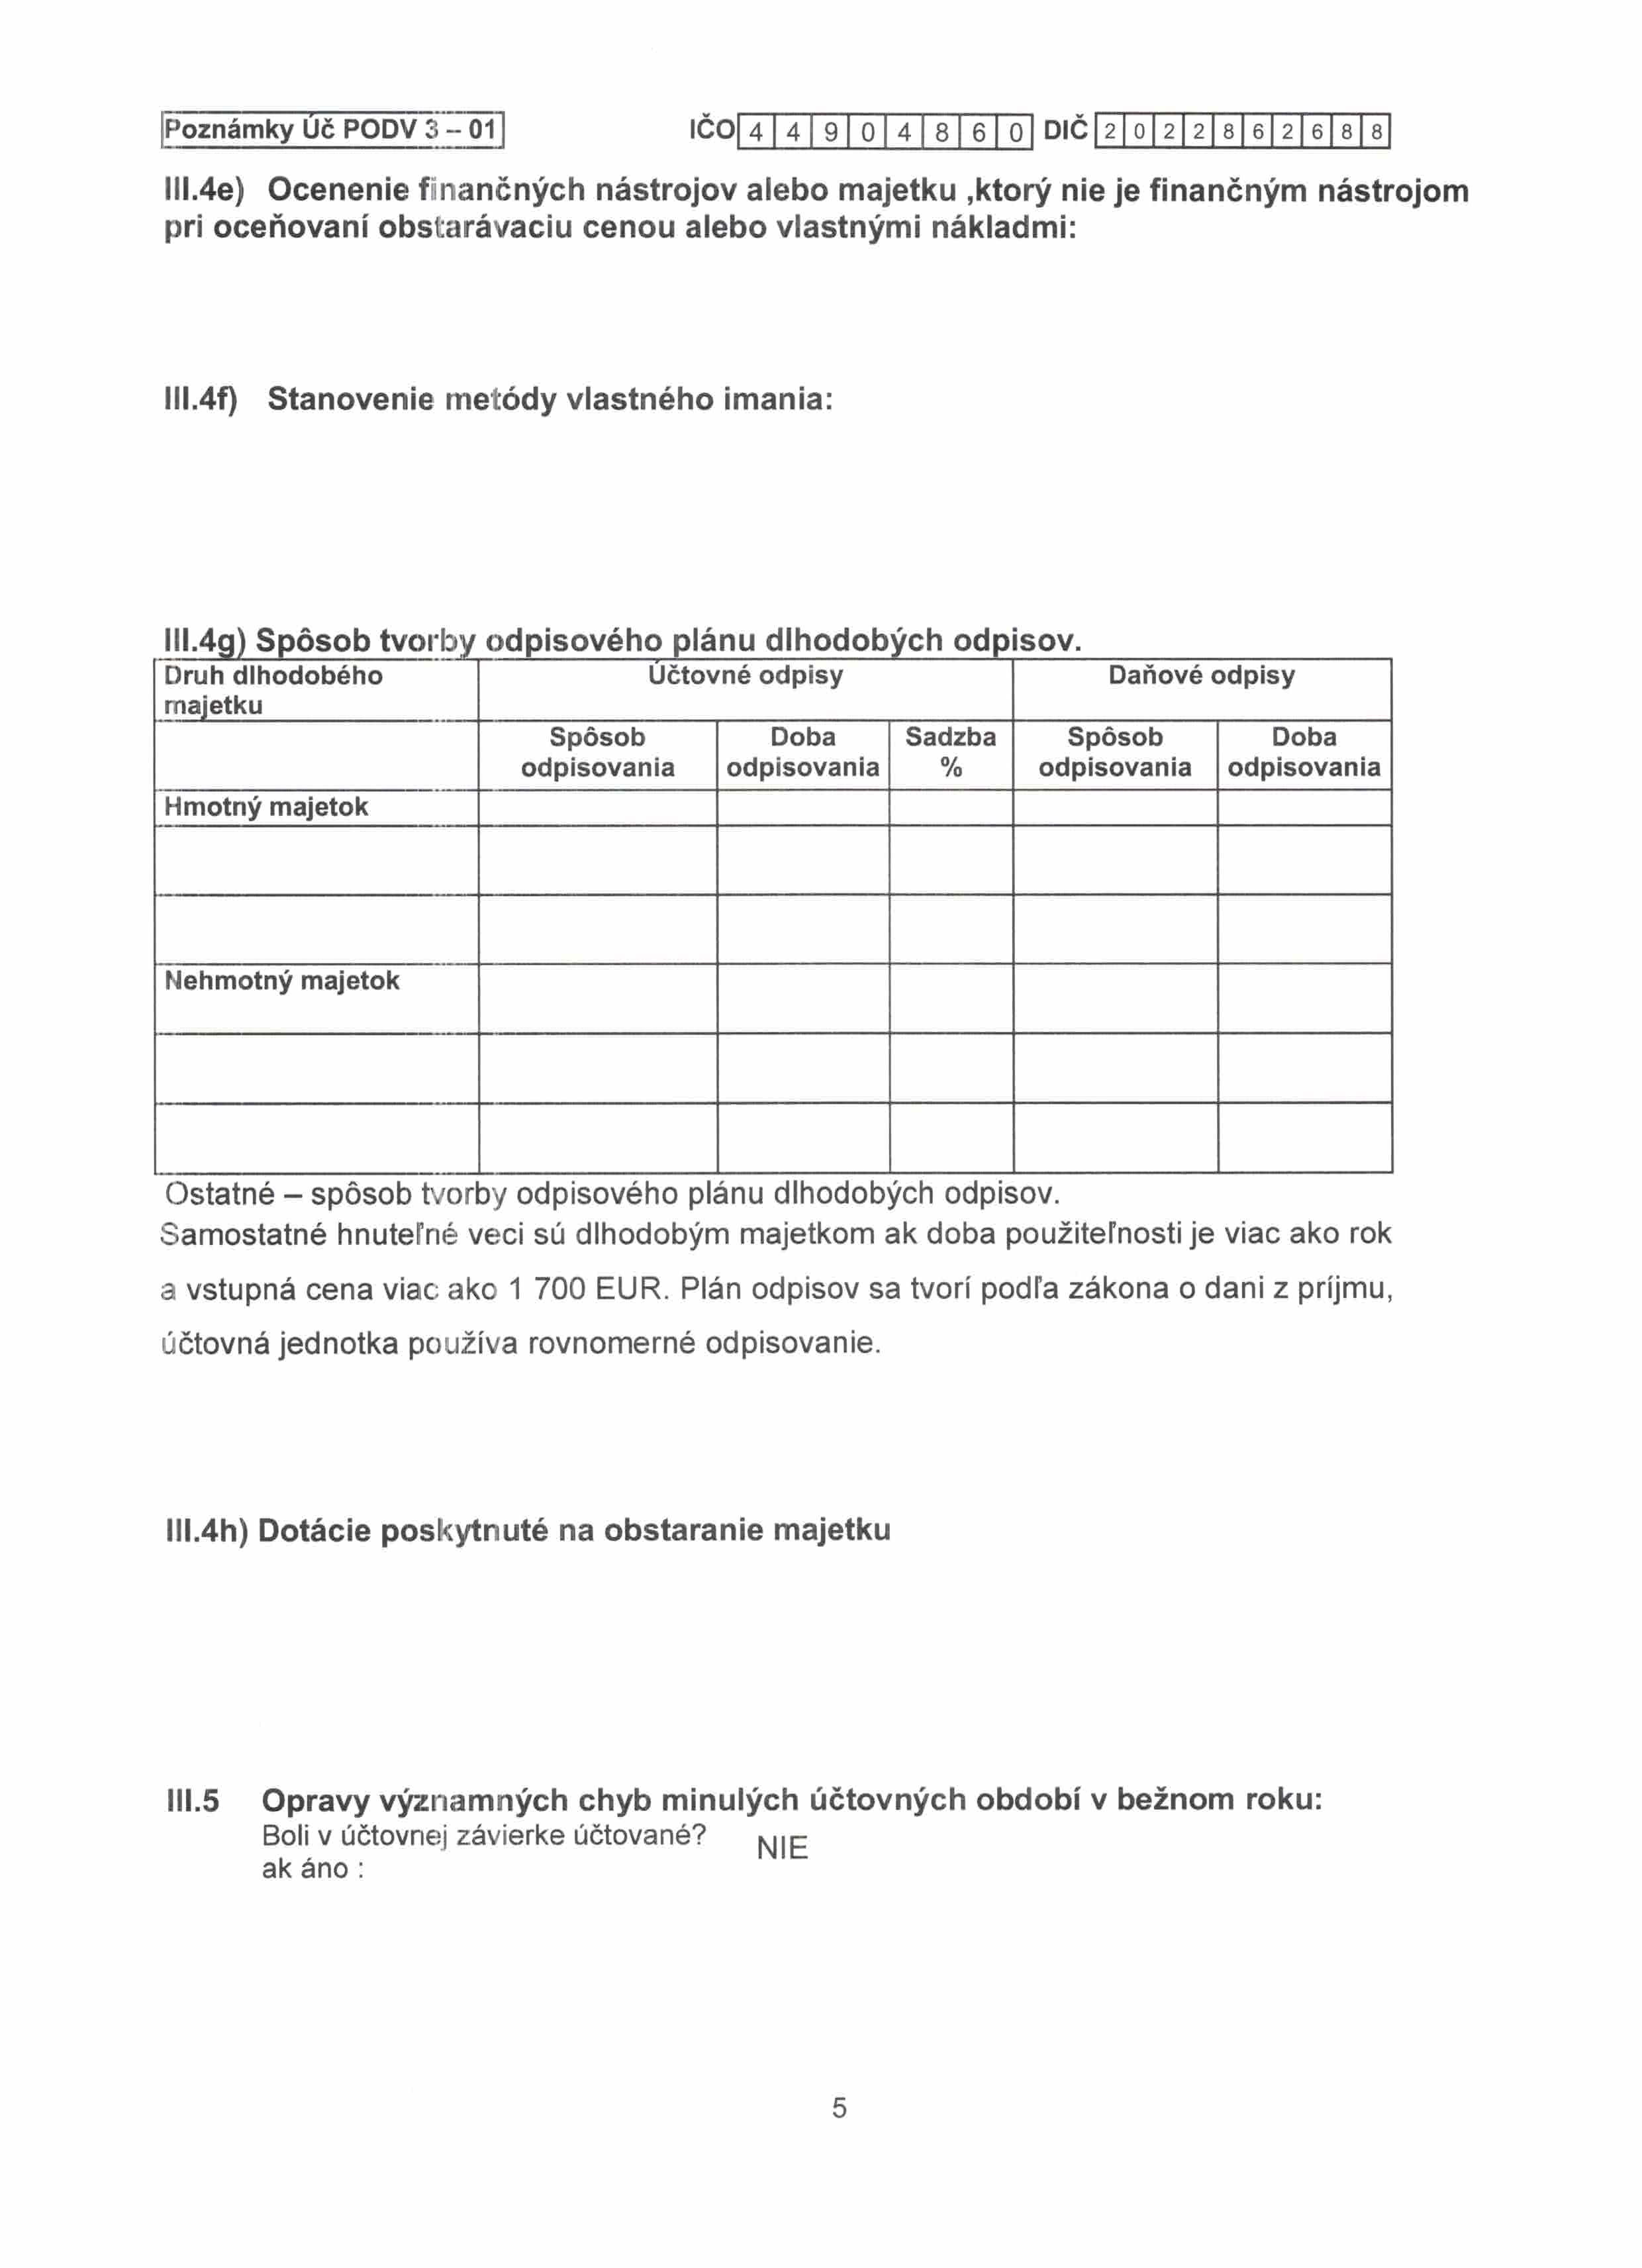 Poznámky Úč PODV 3 – 01 IČO 4 4 9 0 4 8 6 0 DIČ 2 0 2 2 8 6 2 6 8 8
III.4e) Ocenenie finančných nástrojov alebo majetku ,ktorý nie je finančným nástrojom
pri oceňovaní obstarávaciu cenou alebo vlastnými nákladmi:
III.4f) Stanovenie metódy vlastného imania:
III.4g) Spôsob tvorby odpisového plánu dlhodobých odpisov.
Druh dlhodobého Účtovné odpisy Daňové odpisy
majetku
Spôsob Doba Sadzba Spôsob Doba
odpisovania odpisovania % odpisovania odpisovania
Hmotný majetok
Nehmotný majetok
Ostatné – spôsob tvorby odpisového plánu dlhodobých odpisov.
Samostatné hnuteľné veci sú dlhodobým majetkom ak doba použiteľnosti je viac ako rok
a vstupná cena viac ako 1 700 EUR. Plán odpisov sa tvorí podľa zákona o dani z príjmu,
účtovná jednotka používa rovnomerné odpisovanie.
III.4h) Dotácie poskytnuté na obstaranie majetku
III.5 Opravy významných chyb minulých účtovných období v bežnom roku:
Boli v účtovnej závierke účtované? NIE
ak áno :
5